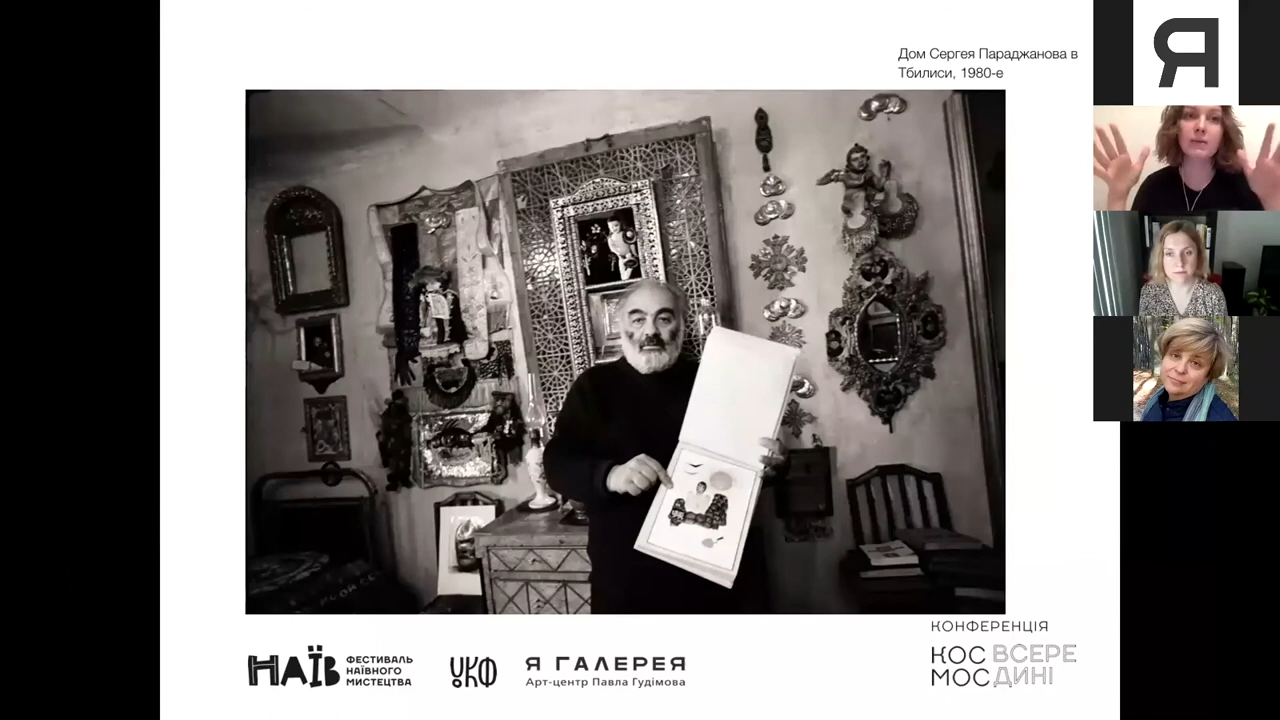 Дом Сергея Параджанова в
Тбилиси, 1980-е
Я
НАЇВ
ФЕСТИВАЛЬ
НАЇВНОГО
МИСТЕЦТВА
УКФ
Я ГАЛЕРЕЯ
Арт-центр Павла Гудімова
КОНФЕРЕНЦІЯ
КОС ВСЕРЕ
МОС ДИНІ